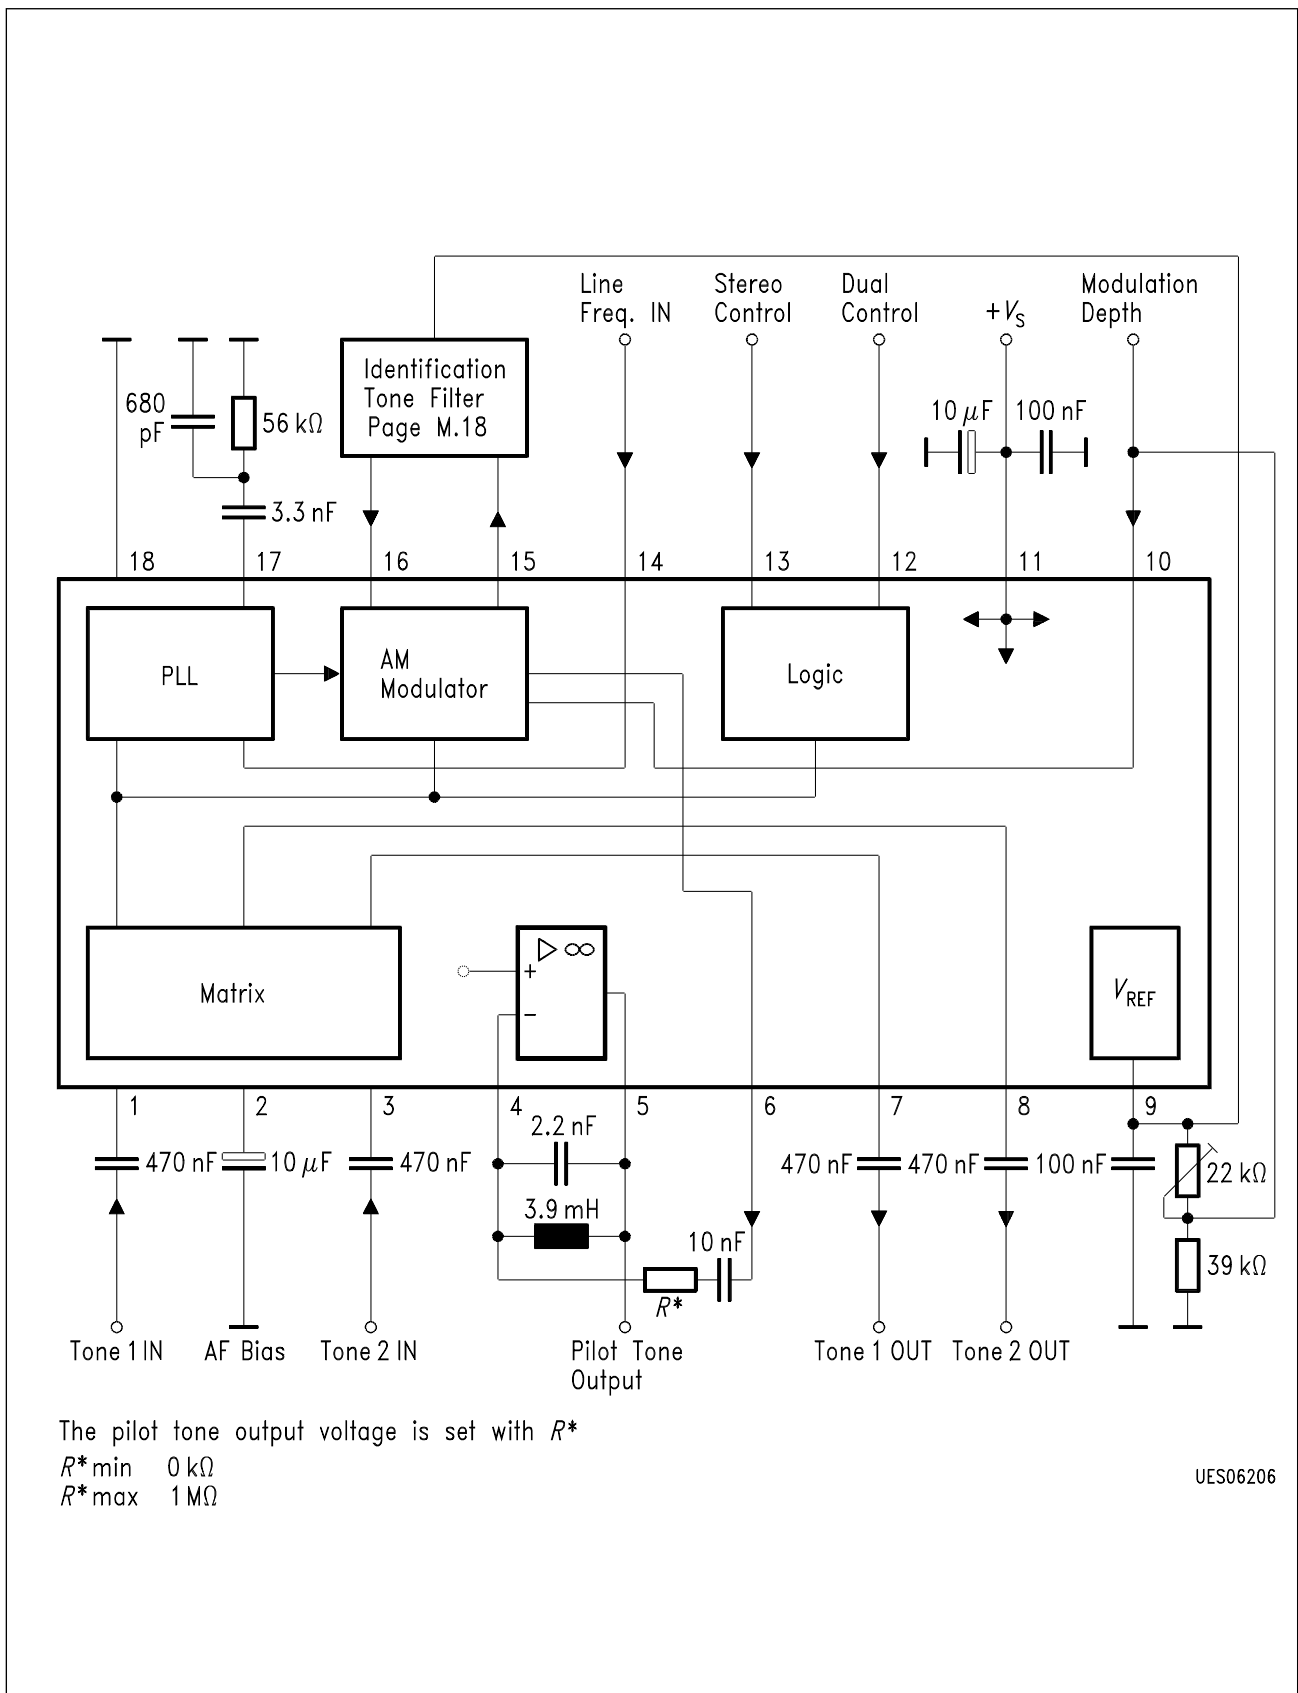 Line
Freq. IN
Stereo
Control
Dual
Control
+VS
Modulation
Depth
Identification
Tone Filter
Page M.18
680
pF
56 kΩ
3.3 nF
10 μF
100 nF
18
17
16
15
14
13
12
11
10
PLL
AM
Modulator
Logic
Matrix
▷ ∞
+
−
VREF
1
2
3
4
5
6
7
8
9
470 nF
10 μF
470 nF
2.2 nF
3.9 mH
10 nF
R*
470 nF
470 nF
100 nF
22 kΩ
39 kΩ
Tone 1 IN
AF Bias
Tone 2 IN
Pilot Tone
Output
Tone 1 OUT
Tone 2 OUT
The pilot tone output voltage is set with R*
R* min 0 kΩ
R* max 1 MΩ
UES06206